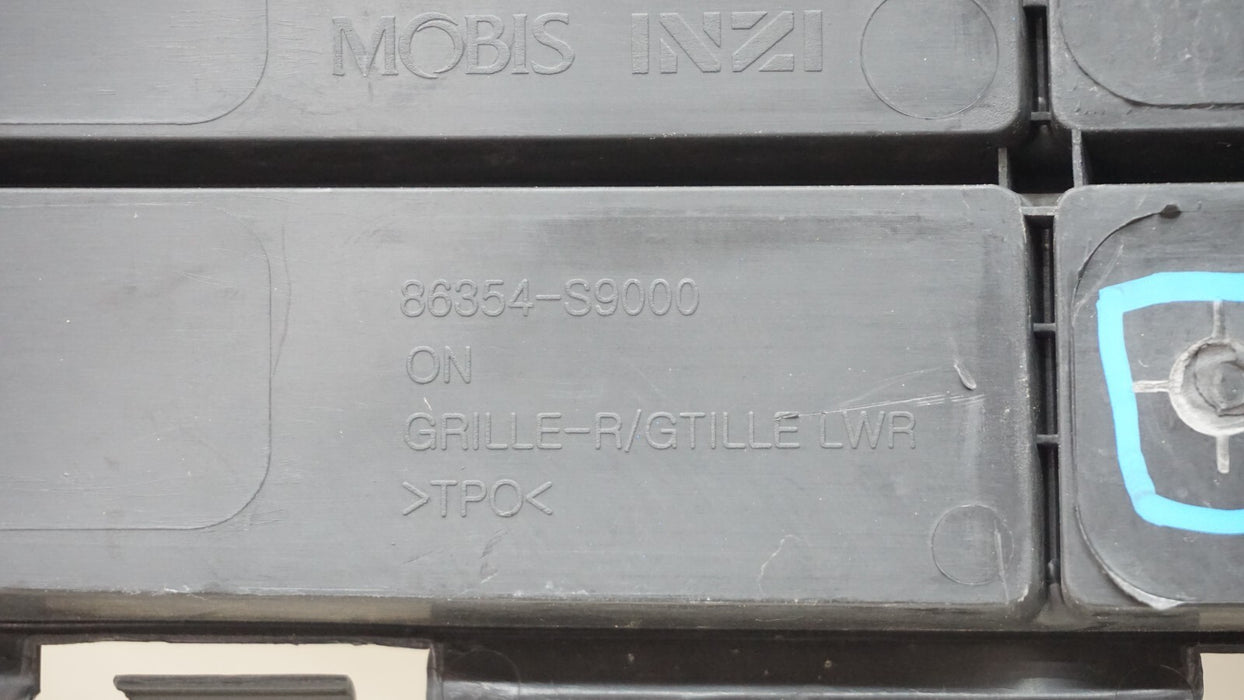 MOBIS INZI
86354-S9000
ON
GRILLE-R/GTILLE LWR
>TPO<